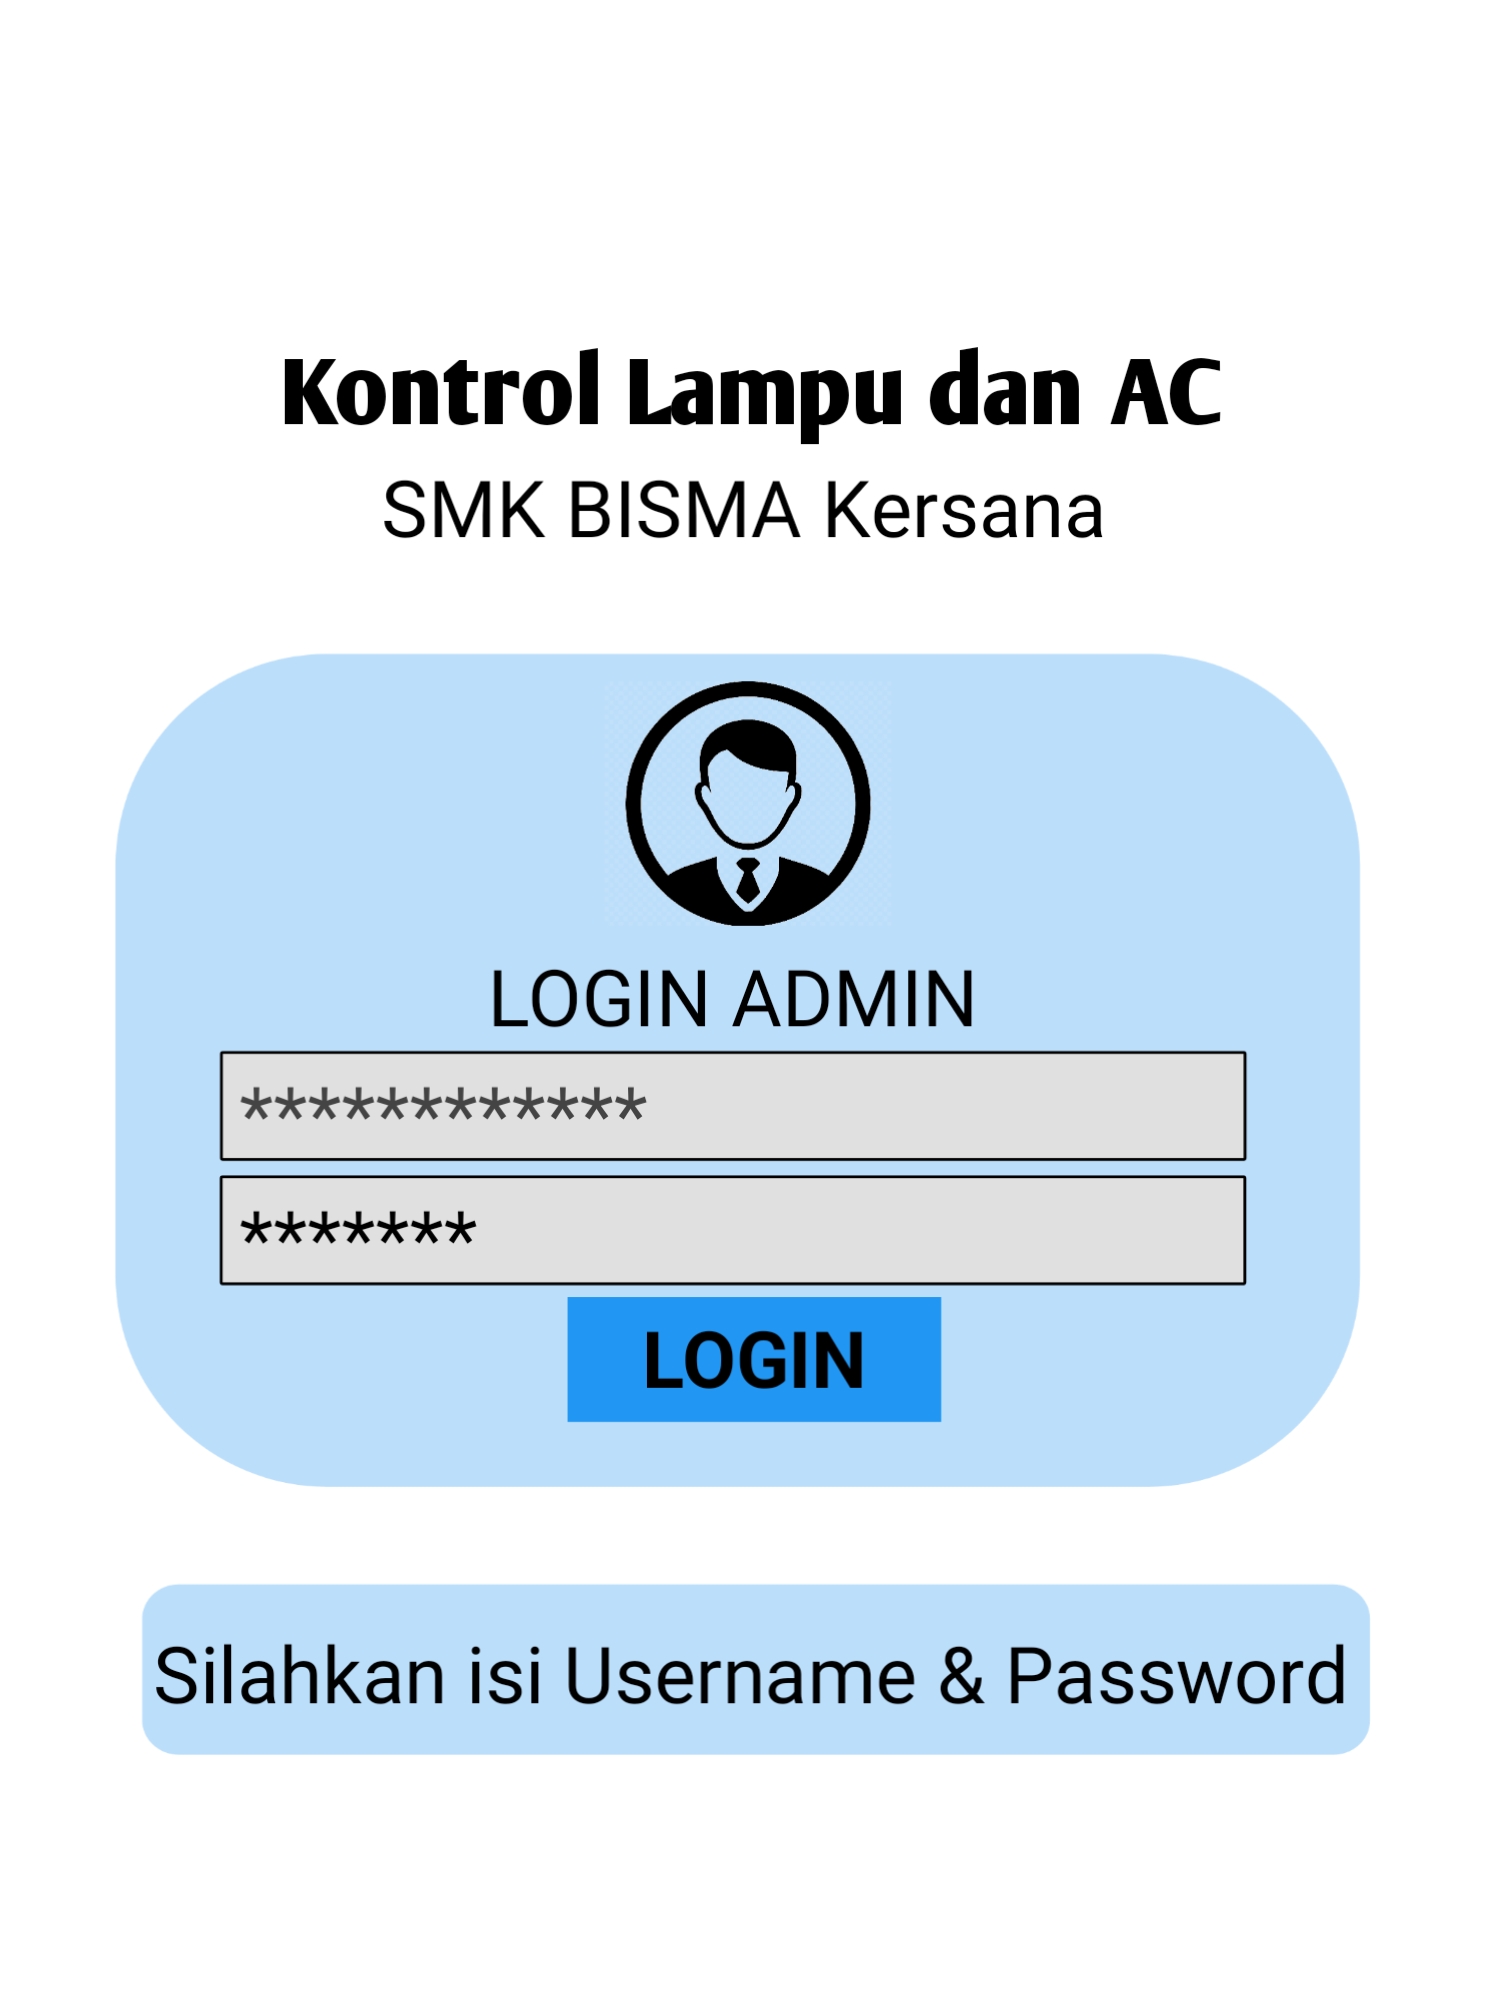 Kontrol Lampu dan AC
SMK BISMA Kersana
LOGIN ADMIN
************
*******
LOGIN
Silahkan isi Username & Password